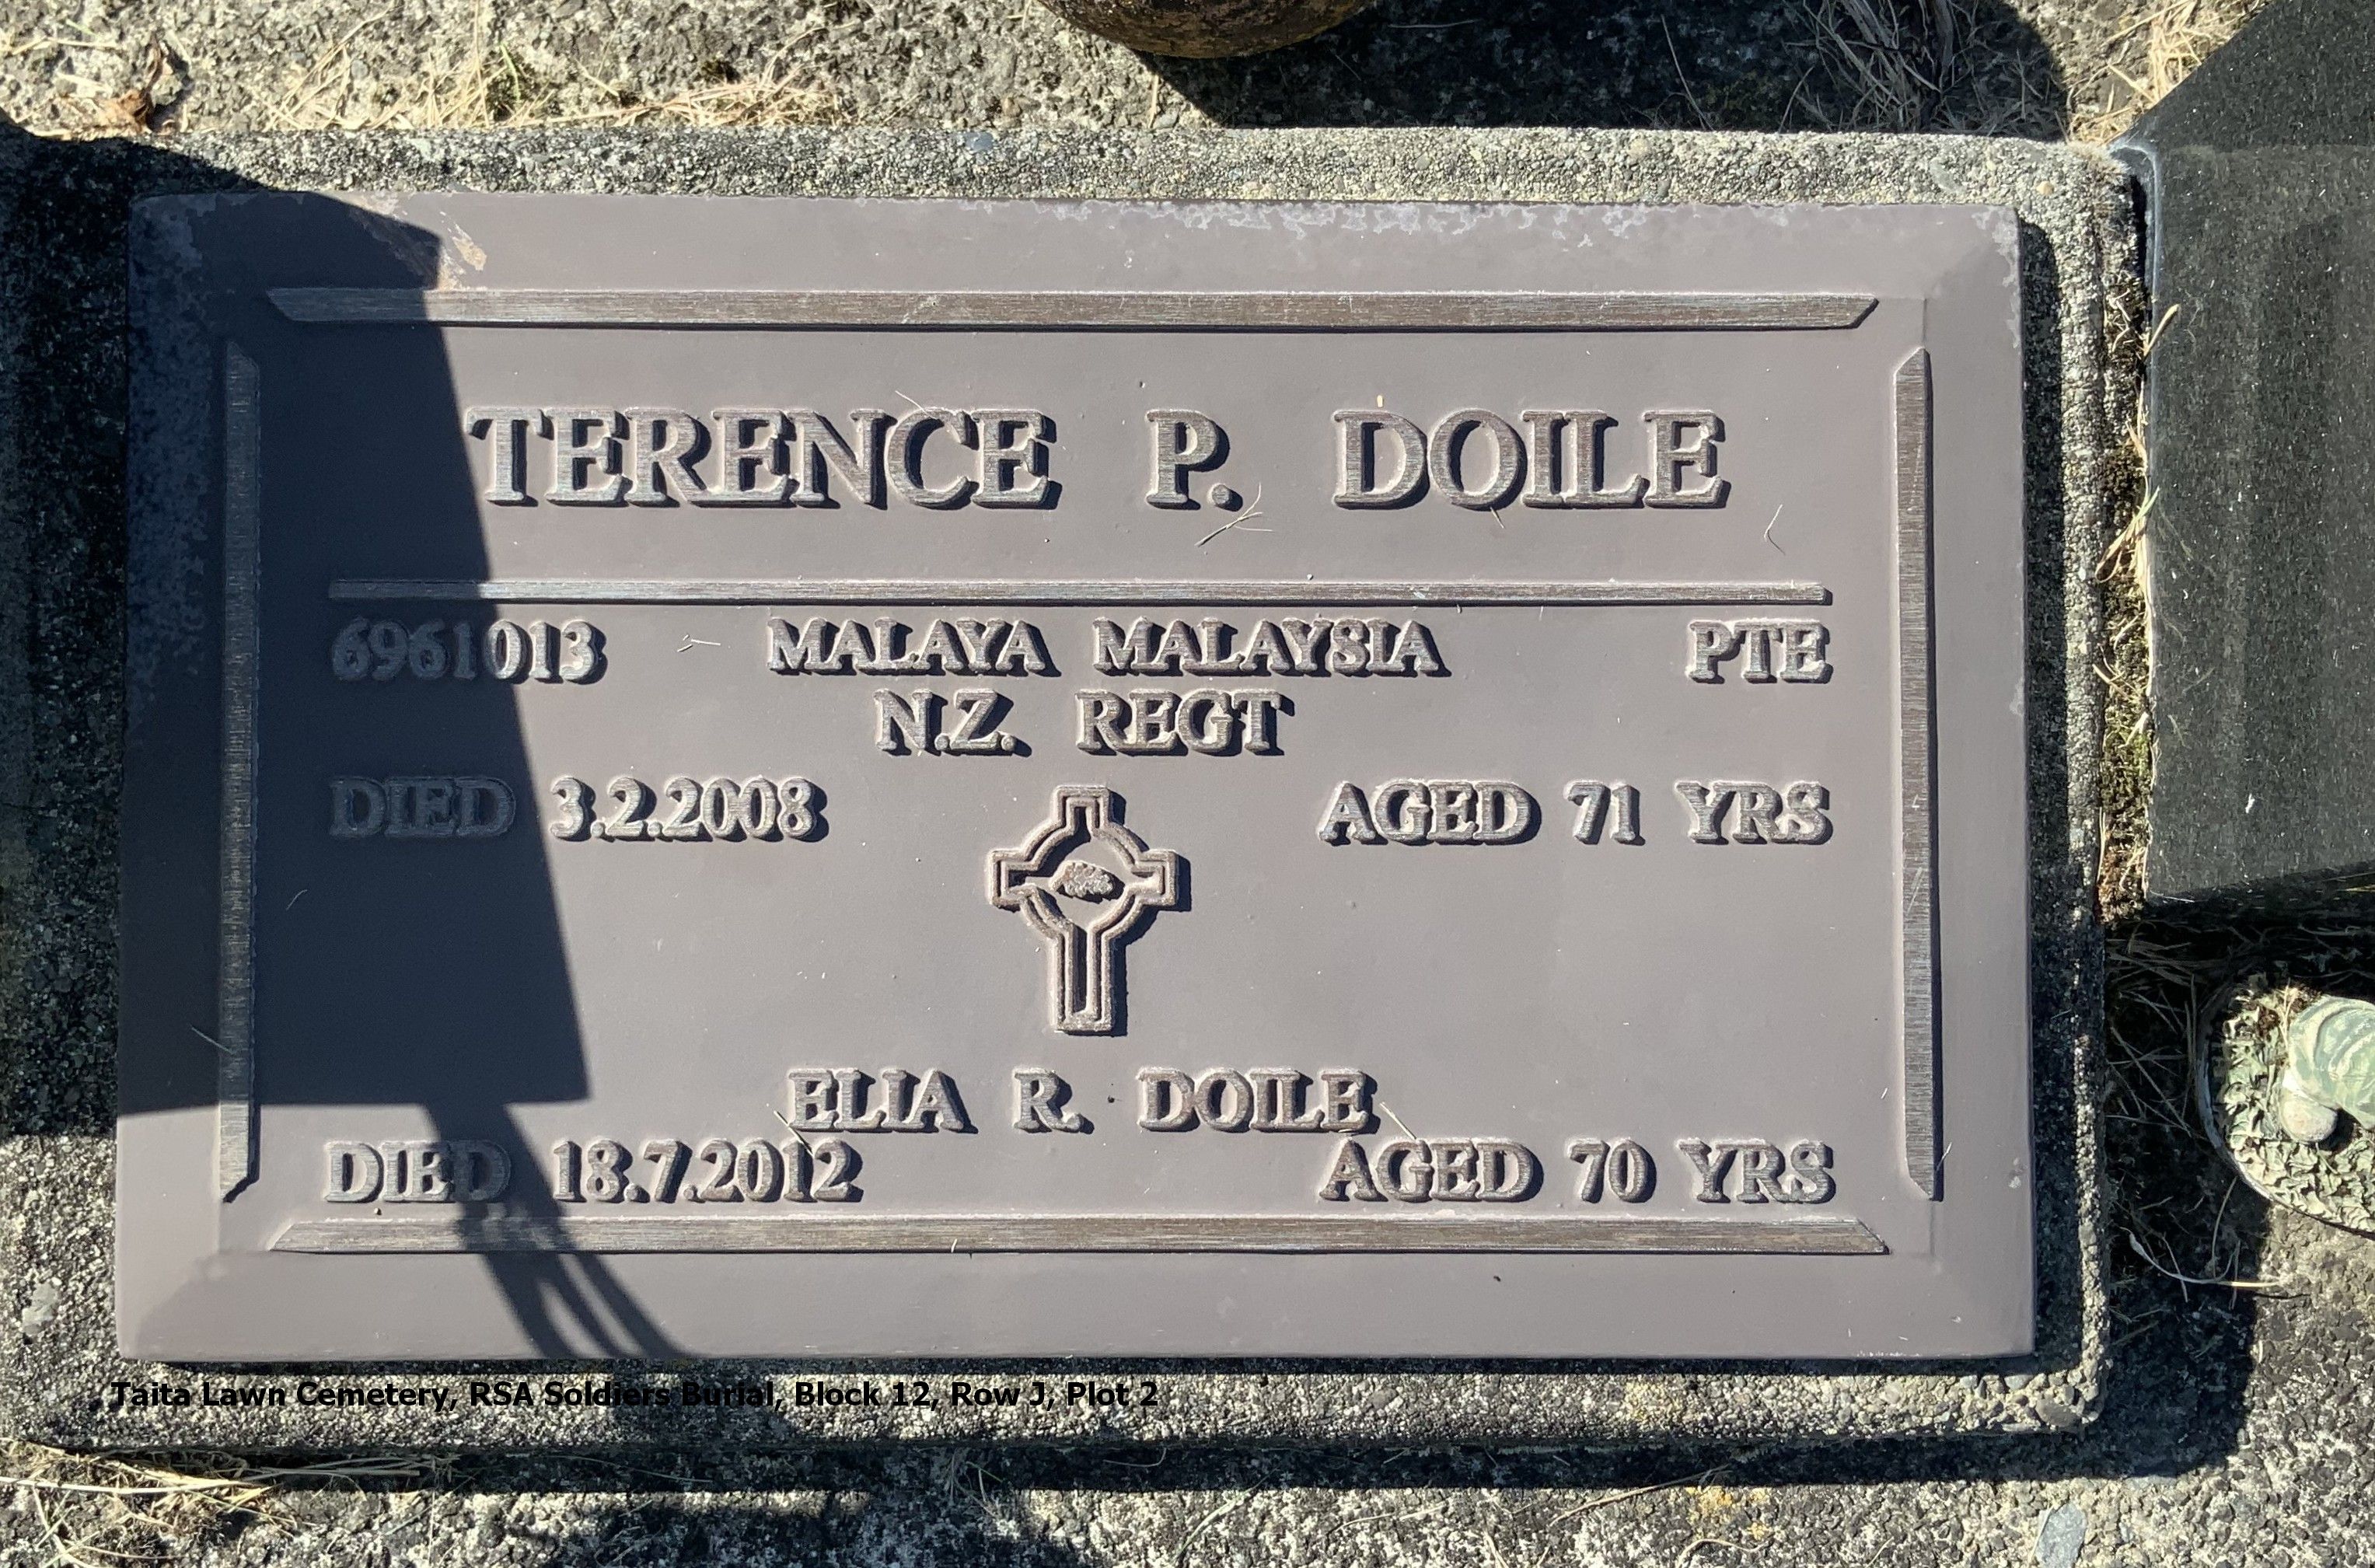 TERENCE P. DOILE
6961013 MALAYA MALAYSIA PTE
N.Z. REGT
DIED 3.2.2008 AGED 71 YRS
ELIA R. DOILE
DIED 18.7.2012 AGED 70 YRS
Taita Lawn Cemetery, RSA Soldiers Burial, Block 12, Row J, Plot 2